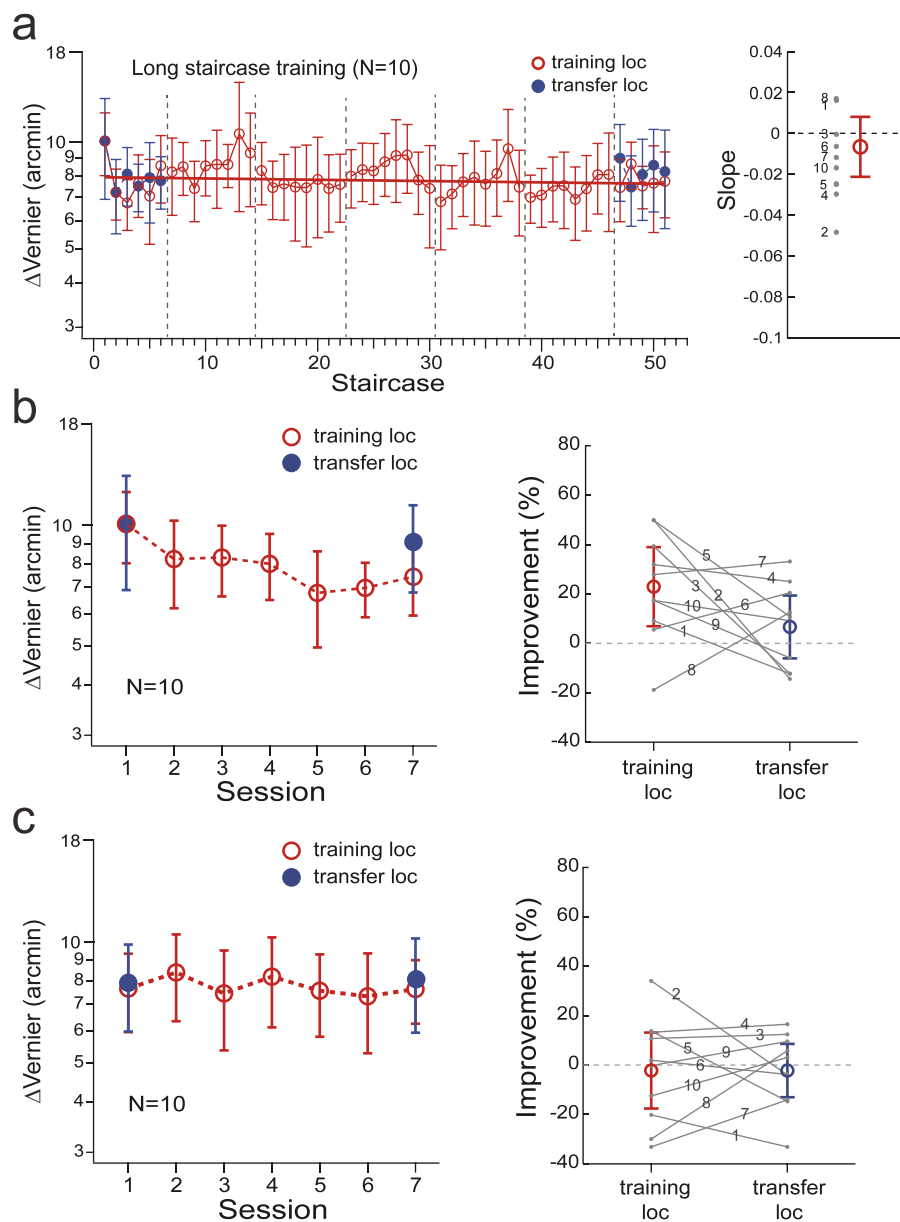 a
18
10
9
8
7
6
5
4
3
ΔVernier (arcmin)
Long staircase training (N=10)
training loc
transfer loc
0
10
20
30
40
50
Staircase
0.04
0.02
0
-0.02
-0.04
-0.06
-0.08
-0.1
Slope
8
1
3
6
7
10
5
4
2
b
18
10
9
8
7
6
5
4
3
ΔVernier (arcmin)
training loc
transfer loc
N=10
1 2 3 4 5 6 7
Session
80
60
40
20
0
-20
-40
Improvement (%)
5
7
4
3
2
10
6
9
1
8
training
loc
transfer
loc
c
18
10
9
8
7
6
5
4
3
ΔVernier (arcmin)
training loc
transfer loc
N=10
1 2 3 4 5 6 7
Session
80
60
40
20
0
-20
-40
Improvement (%)
2
4
3
5
9
6
10
8
7
1
training
loc
transfer
loc